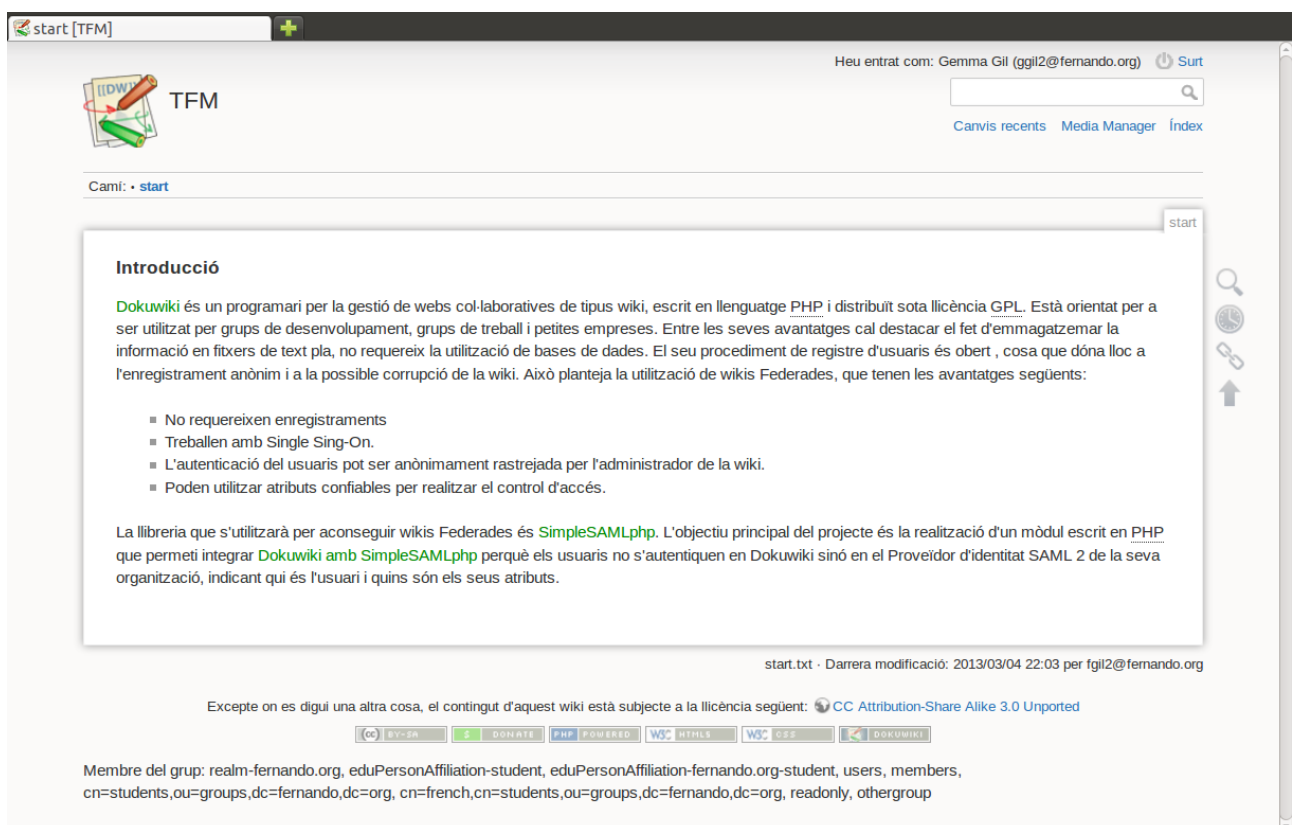 start [TFM]
Heu entrat com: Gemma Gil (ggil2@fernando.org) Surt
[[DW]]
TFM
Canvis recents Media Manager Índex
Camí: • start
start
Introducció
Dokuwiki és un programari per la gestió de webs col·laboratives de tipus wiki, escrit en llenguatge PHP i distribuït sota llicència GPL. Està orientat per a
ser utilitzat per grups de desenvolupament, grups de treball i petites empreses. Entre les seves avantatges cal destacar el fet d'emmagatzemar la
informació en fitxers de text pla, no requereix la utilització de bases de dades. El seu procediment de registre d'usuaris és obert , cosa que dóna lloc a
l'enregistrament anònim i a la possible corrupció de la wiki. Això planteja la utilització de wikis Federades, que tenen les avantatges següents:
No requereixen enregistraments
Treballen amb Single Sing-On.
L'autenticació del usuaris pot ser anònimament rastrejada per l'administrador de la wiki.
Poden utilitzar atributs confiables per realitzar el control d'accés.
La llibreria que s'utilitzarà per aconseguir wikis Federades és SimpleSAMLphp. L'objectiu principal del projecte és la realització d'un mòdul escrit en PHP
que permeti integrar Dokuwiki amb SimpleSAMLphp perquè els usuaris no s'autentiquen en Dokuwiki sinó en el Proveïdor d'identitat SAML 2 de la seva
organització, indicant qui és l'usuari i quins són els seus atributs.
start.txt · Darrera modificació: 2013/03/04 22:03 per fgil2@fernando.org
Excepte on es digui una altra cosa, el contingut d'aquest wiki està subjecte a la llicència següent: CC Attribution-Share Alike 3.0 Unported
(cc) BY-SA $ DONATE PHP POWERED W3C HTML5 W3C CSS DOKUWIKI
Membre del grup: realm-fernando.org, eduPersonAffiliation-student, eduPersonAffiliation-fernando.org-student, users, members,
cn=students,ou=groups,dc=fernando,dc=org, cn=french,cn=students,ou=groups,dc=fernando,dc=org, readonly, othergroup